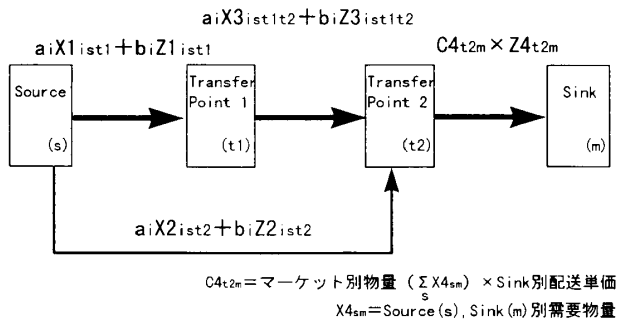 aiX3ist1t2+biZ3ist1t2
aiX1ist1+biZ1ist1
C4t2m×Z4t2m
Source
(s)
Transfer
Point 1
(t1)
Transfer
Point 2
(t2)
Sink
(m)
aiX2ist2+biZ2ist2
C4t2m=マーケット別物量(ΣX4sm)×Sink別配送単価
s
X4sm=Source(s),Sink(m)別需要物量